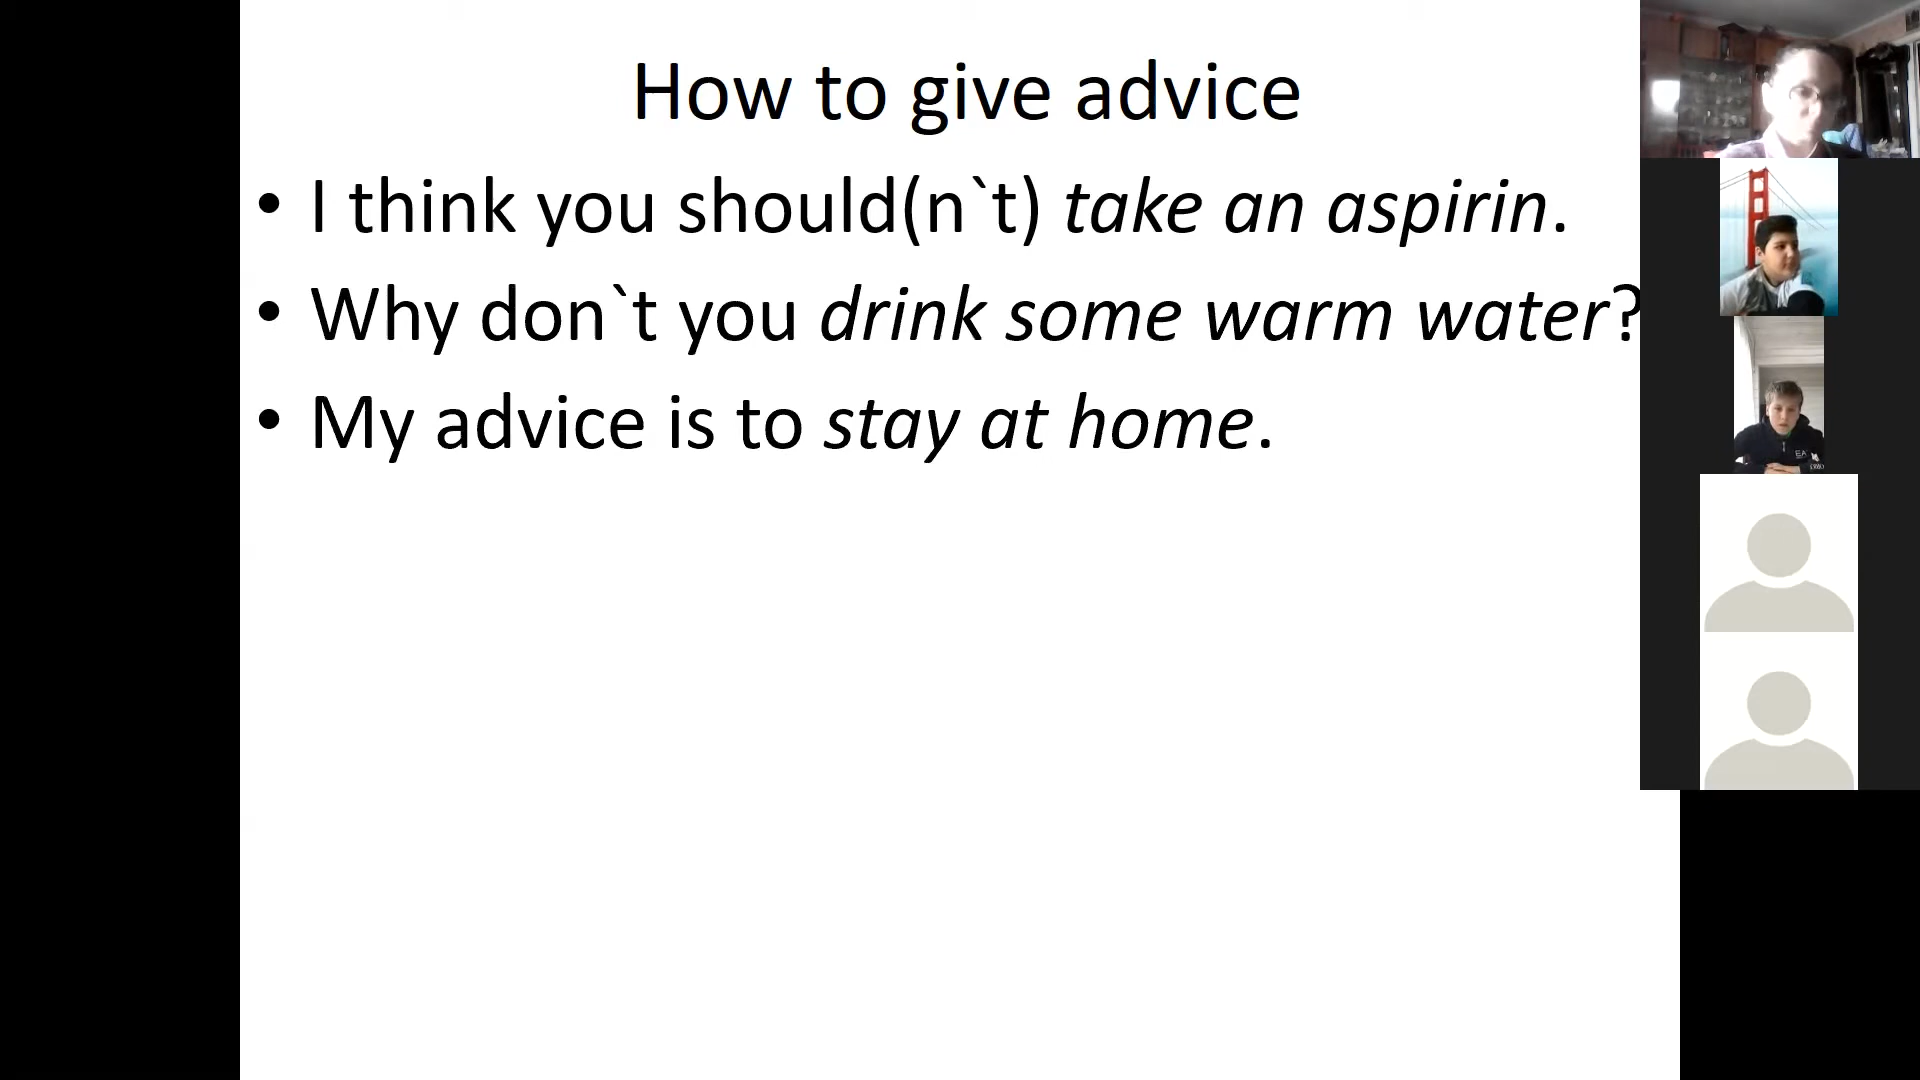 How to give advice
• I think you should(n`t) take an aspirin.
• Why don`t you drink some warm water?
• My advice is to stay at home.
EA